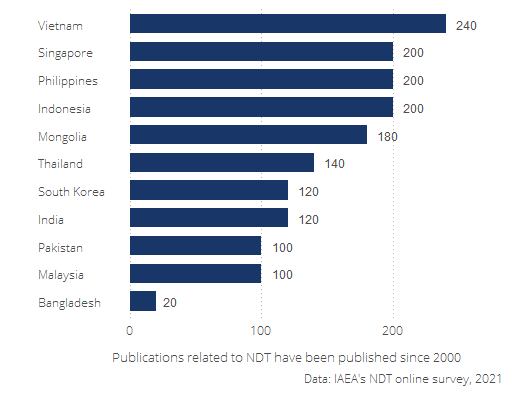 Vietnam 240
Singapore 200
Philippines 200
Indonesia 200
Mongolia 180
Thailand 140
South Korea 120
India 120
Pakistan 100
Malaysia 100
Bangladesh 20
0 100 200
Publications related to NDT have been published since 2000
Data: IAEA's NDT online survey, 2021